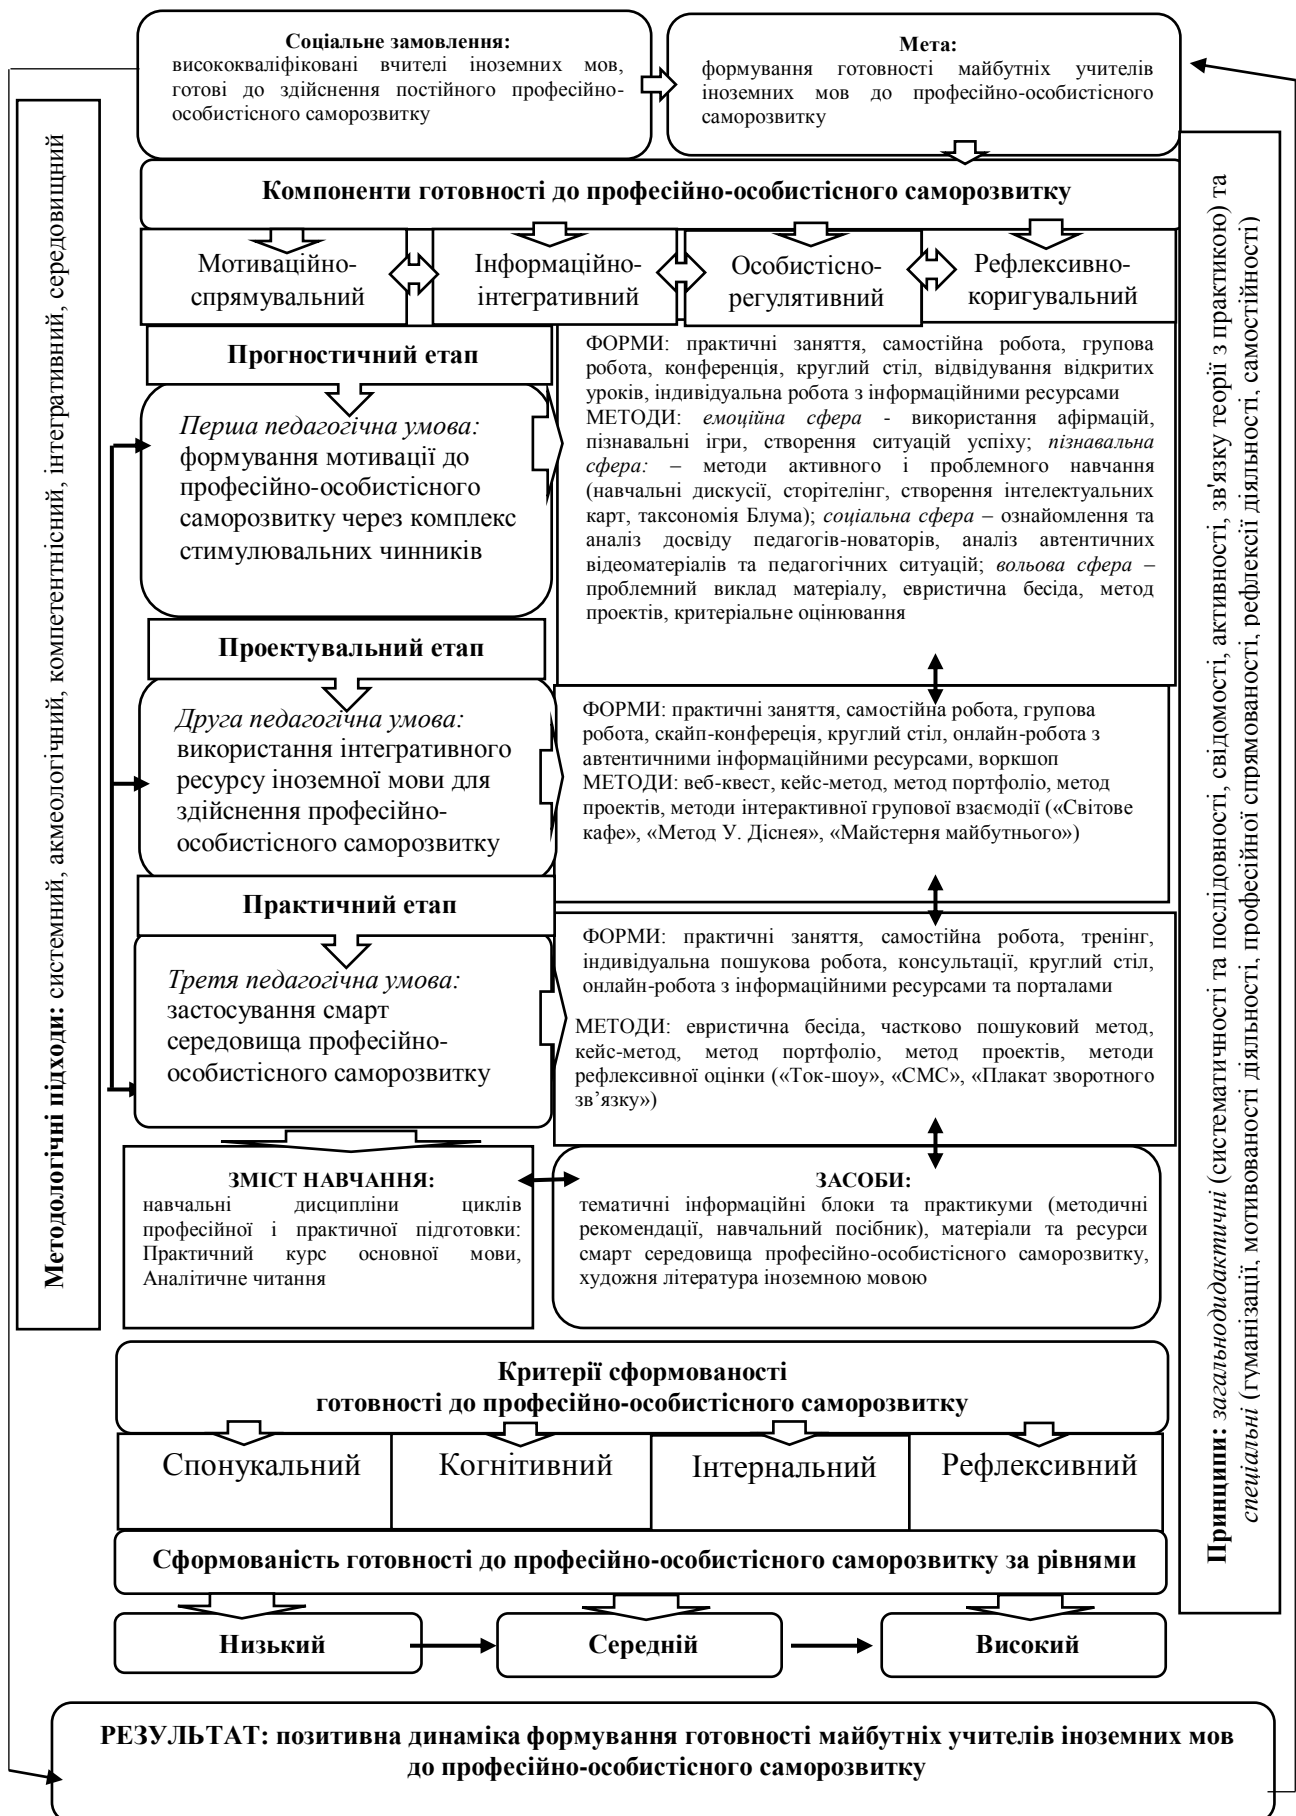 Соціальне замовлення:
висококваліфіковані вчителі іноземних мов,
готові до здійснення постійного професійно-
особистісного саморозвитку
Мета:
формування готовності майбутніх учителів
іноземних мов до професійно-особистісного
саморозвитку
Методологічні підходи: системний, акмеологічний, компетентнісний, інтегративний, середовищний
Принципи: загальнодидактичні (систематичності та послідовності, свідомості, активності, зв'язку теорії з практикою) та
спеціальні (гуманізації, мотивованості діяльності, професійної спрямованості, рефлексії діяльності, самостійності)
Компоненти готовності до професійно-особистісного саморозвитку
Мотиваційно-
спрямувальний
Інформаційно-
інтегративний
Особистісно-
регулятивний
Рефлексивно-
коригувальний
Прогностичний етап
Перша педагогічна умова:
формування мотивації до
професійно-особистісного
саморозвитку через комплекс
стимулювальних чинників
ФОРМИ: практичні заняття, самостійна робота, групова
робота, конференція, круглий стіл, відвідування відкритих
уроків, індивідуальна робота з інформаційними ресурсами
МЕТОДИ: емоційна сфера - використання афірмацій,
пізнавальні ігри, створення ситуацій успіху; пізнавальна
сфера: – методи активного і проблемного навчання
(навчальні дискусії, сторітелінг, створення інтелектуальних
карт, таксономія Блума); соціальна сфера – ознайомлення та
аналіз досвіду педагогів-новаторів, аналіз автентичних
відеоматеріалів та педагогічних ситуацій; вольова сфера –
проблемний виклад матеріалу, евристична бесіда, метод
проектів, критеріальне оцінювання
Проектувальний етап
Друга педагогічна умова:
використання інтегративного
ресурсу іноземної мови для
здійснення професійно-
особистісного саморозвитку
ФОРМИ: практичні заняття, самостійна робота, групова
робота, скайп-конфереція, круглий стіл, онлайн-робота з
автентичними інформаційними ресурсами, воркшоп
МЕТОДИ: веб-квест, кейс-метод, метод портфоліо, метод
проектів, методи інтерактивної групової взаємодії («Світове
кафе», «Метод У. Діснея», «Майстерня майбутнього»)
Практичний етап
Третя педагогічна умова:
застосування смарт
середовища професійно-
особистісного саморозвитку
ФОРМИ: практичні заняття, самостійна робота, тренінг,
індивідуальна пошукова робота, консультації, круглий стіл,
онлайн-робота з інформаційними ресурсами та порталами
МЕТОДИ: евристична бесіда, частково пошуковий метод,
кейс-метод, метод портфоліо, метод проектів, методи
рефлексивної оцінки («Ток-шоу», «СМС», «Плакат зворотного
зв’язку»)
ЗМІСТ НАВЧАННЯ:
навчальні дисципліни циклів
професійної і практичної підготовки:
Практичний курс основної мови,
Аналітичне читання
ЗАСОБИ:
тематичні інформаційні блоки та практикуми (методичні
рекомендації, навчальний посібник), матеріали та ресурси
смарт середовища професійно-особистісного саморозвитку,
художня література іноземною мовою
Критерії сформованості
готовності до професійно-особистісного саморозвитку
Спонукальний
Когнітивний
Інтернальний
Рефлексивний
Сформованість готовності до професійно-особистісного саморозвитку за рівнями
Низький
Середній
Високий
РЕЗУЛЬТАТ: позитивна динаміка формування готовності майбутніх учителів іноземних мов
до професійно-особистісного саморозвитку